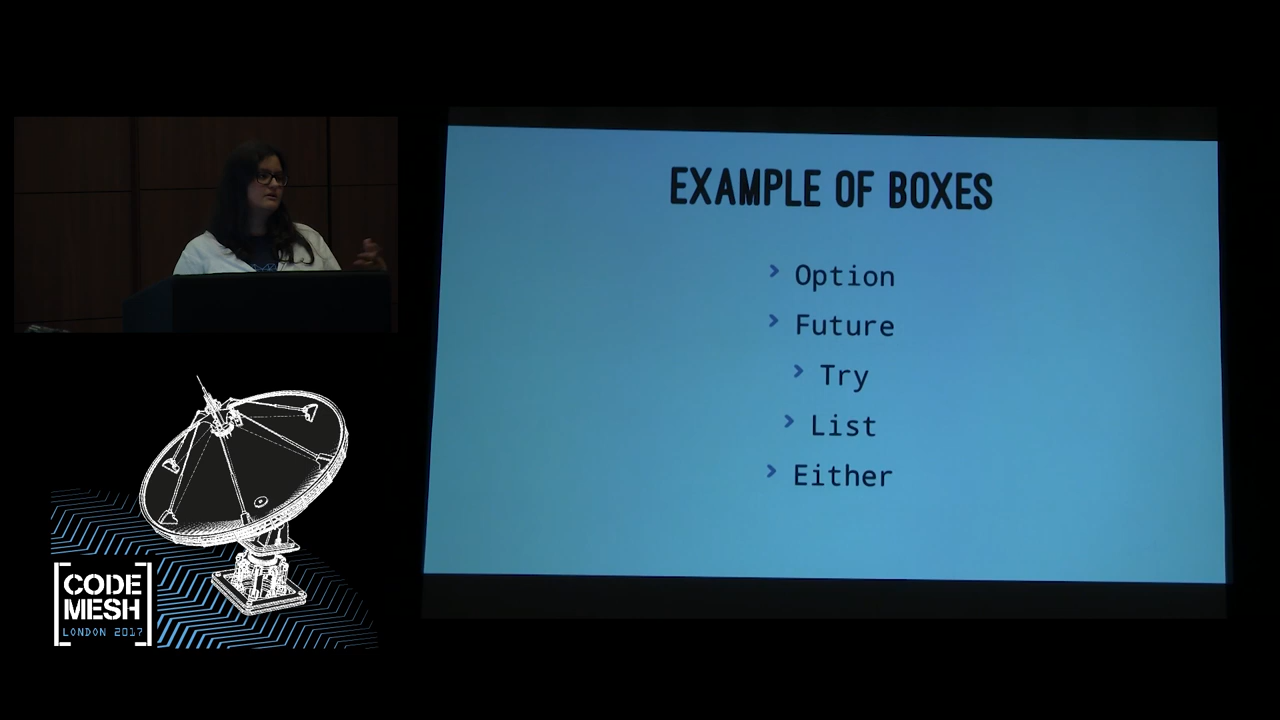 EXAMPLE OF BOXES
› Option
› Future
› Try
› List
› Either
CODE
MESH
LONDON 2017